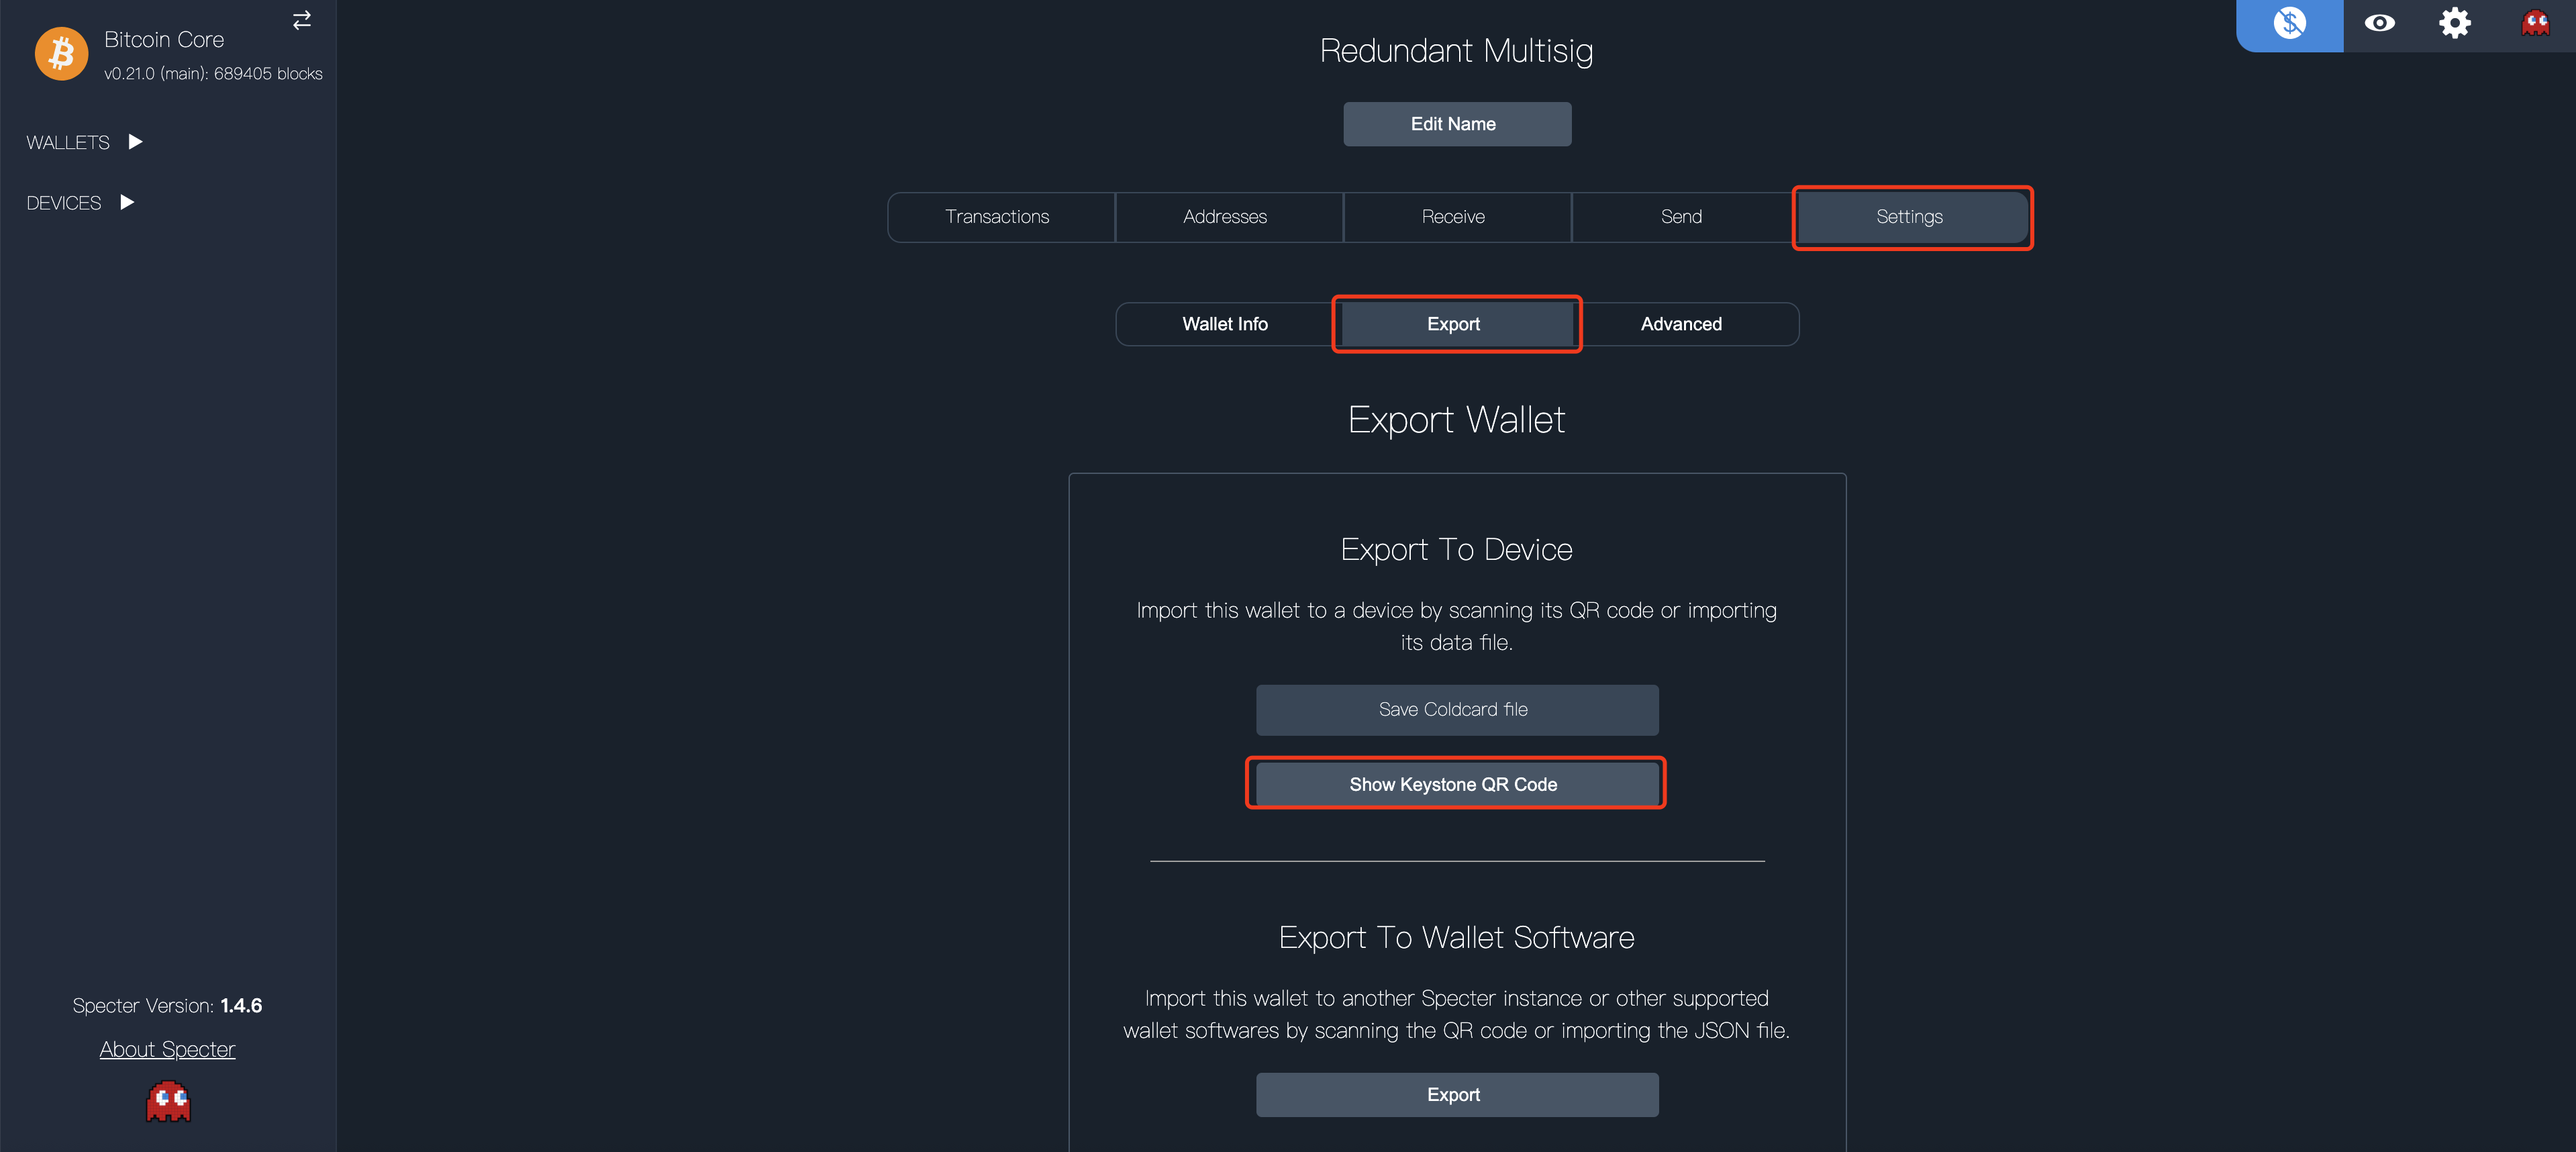 Bitcoin Core
v0.21.0 (main): 689405 blocks
WALLETS
DEVICES
Specter Version: 1.4.6
About Specter
Redundant Multisig
Edit Name
Transactions
Addresses
Receive
Send
Settings
Wallet Info
Export
Advanced
Export Wallet
Export To Device
Import this wallet to a device by scanning its QR code or importing
its data file.
Save Coldcard file
Show Keystone QR Code
Export To Wallet Software
Import this wallet to another Specter instance or other supported
wallet softwares by scanning the QR code or importing the JSON file.
Export